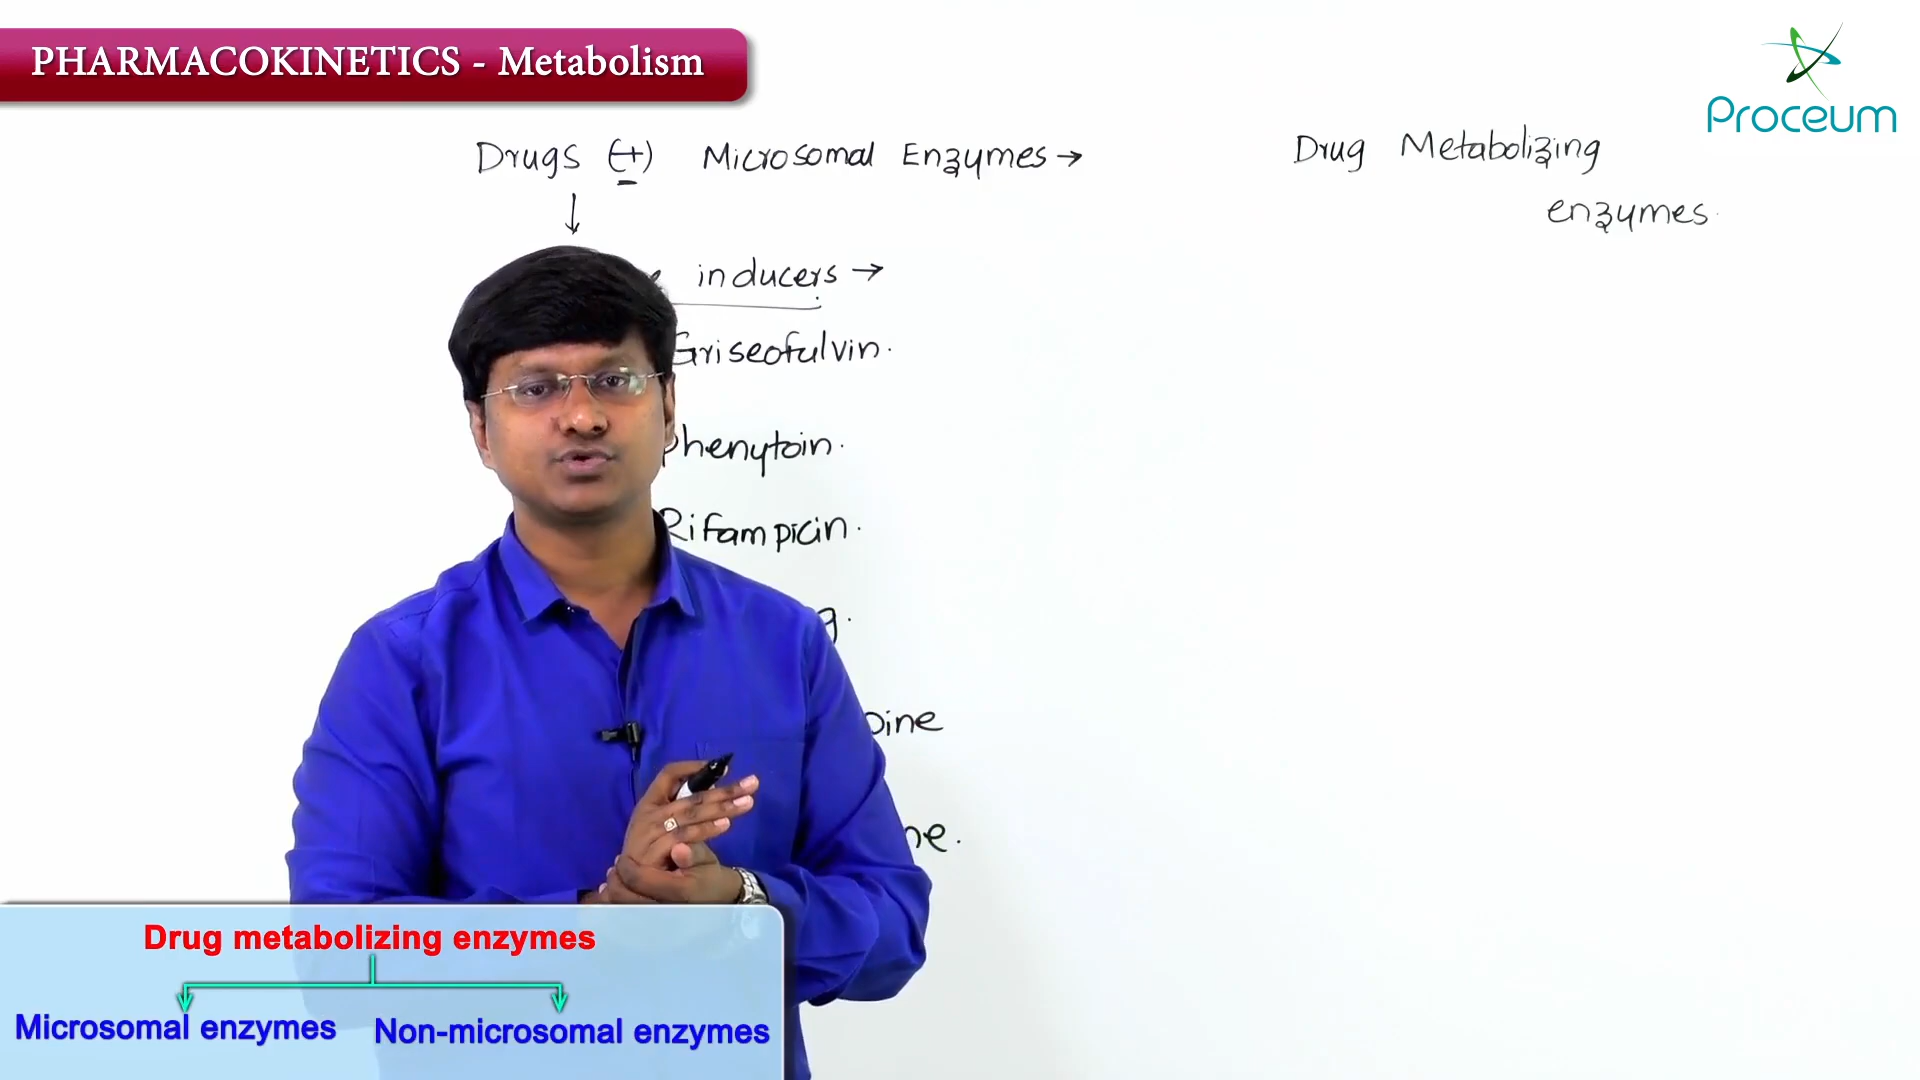 PHARMACOKINETICS - Metabolism
Proceum
Drugs (+) Microsomal Enzymes →
Drug Metabolizing
enzymes.
inducers →
Griseofulvin.
Phenytoin.
Rifampicin.
Drug metabolizing enzymes
Microsomal enzymes
Non-microsomal enzymes